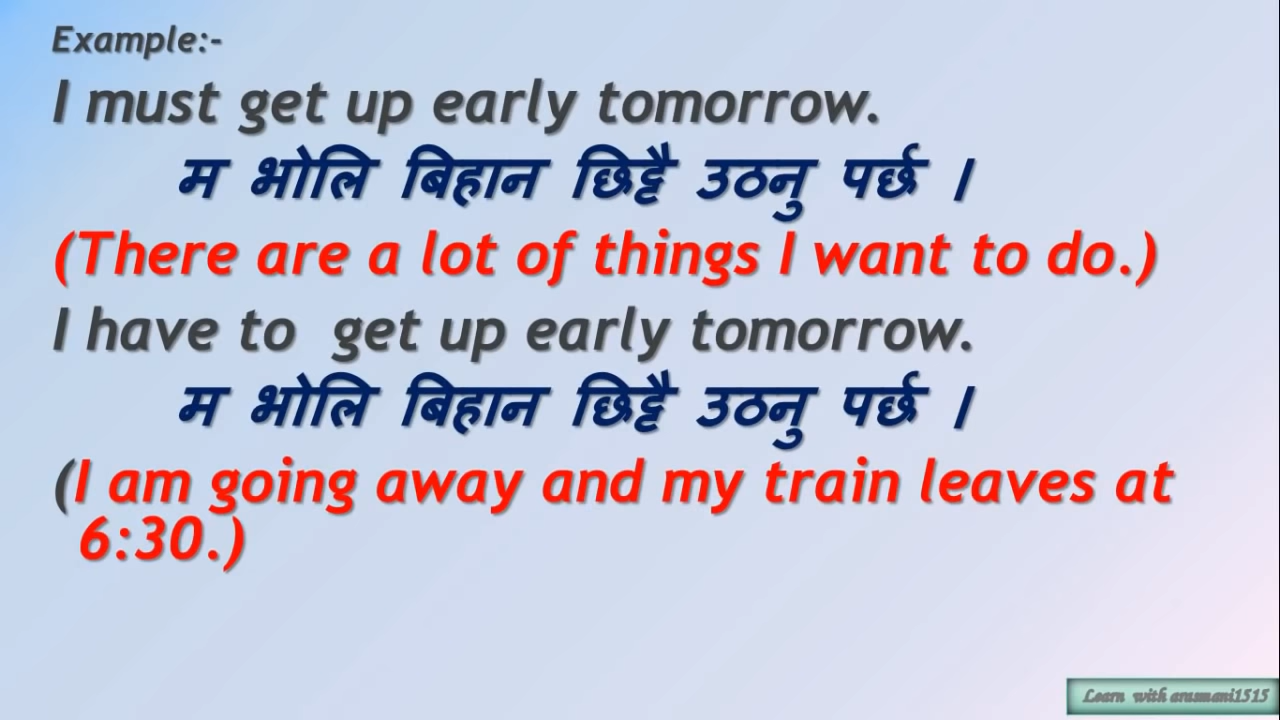 Example:-
I must get up early tomorrow.
म भोलि बिहान छिट्टै उठनु पर्छ ।
(There are a lot of things I want to do.)
I have to get up early tomorrow.
म भोलि बिहान छिट्टै उठनु पर्छ ।
(I am going away and my train leaves at
6:30.)
Learn with arusmani1515